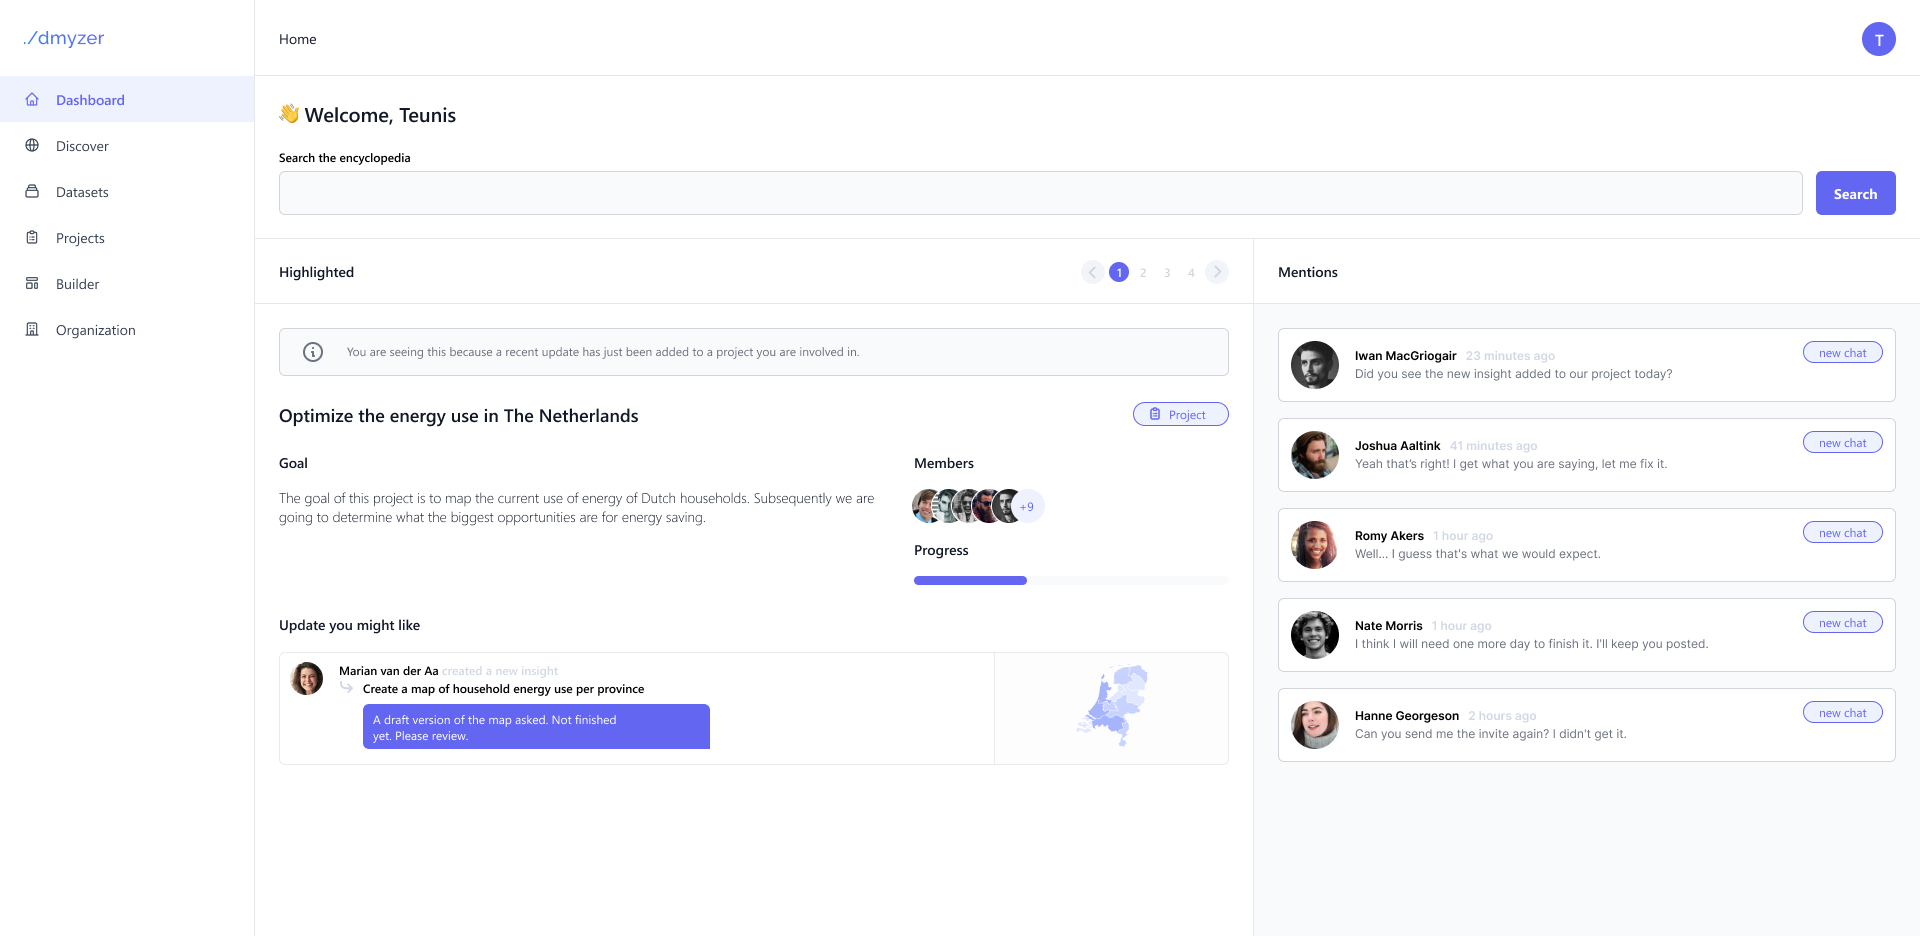 ./dmyzer
Home
T
Dashboard
Discover
Datasets
Projects
Builder
Organization
👋 Welcome, Teunis
Search the encyclopedia
Search
Highlighted
1 2 3 4
You are seeing this because a recent update has just been added to a project you are involved in.
Optimize the energy use in The Netherlands
Project
Goal
The goal of this project is to map the current use of energy of Dutch households. Subsequently we are
going to determine what the biggest opportunities are for energy saving.
Members
+9
Progress
Update you might like
Marian van der Aa created a new insight
Create a map of household energy use per province
A draft version of the map asked. Not finished
yet. Please review.
Mentions
Iwan MacGriogair 23 minutes ago
new chat
Did you see the new insight added to our project today?
Joshua Aaltink 41 minutes ago
new chat
Yeah that's right! I get what you are saying, let me fix it.
Romy Akers 1 hour ago
new chat
Well... I guess that's what we would expect.
Nate Morris 1 hour ago
new chat
I think I will need one more day to finish it. I'll keep you posted.
Hanne Georgeson 2 hours ago
new chat
Can you send me the invite again? I didn't get it.